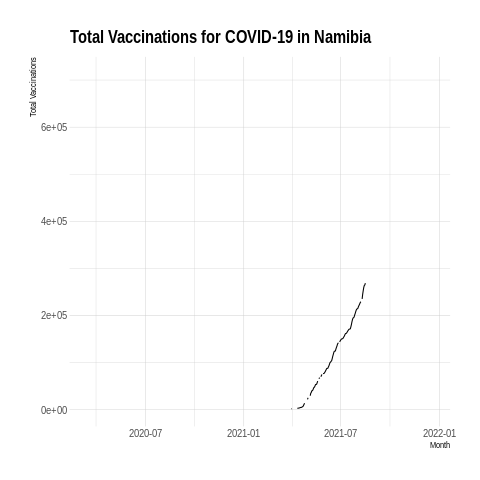 Total Vaccinations for COVID-19 in Namibia
Total Vaccinations
6e+05
4e+05
2e+05
0e+00
2020-07
2021-01
2021-07
2022-01
Month